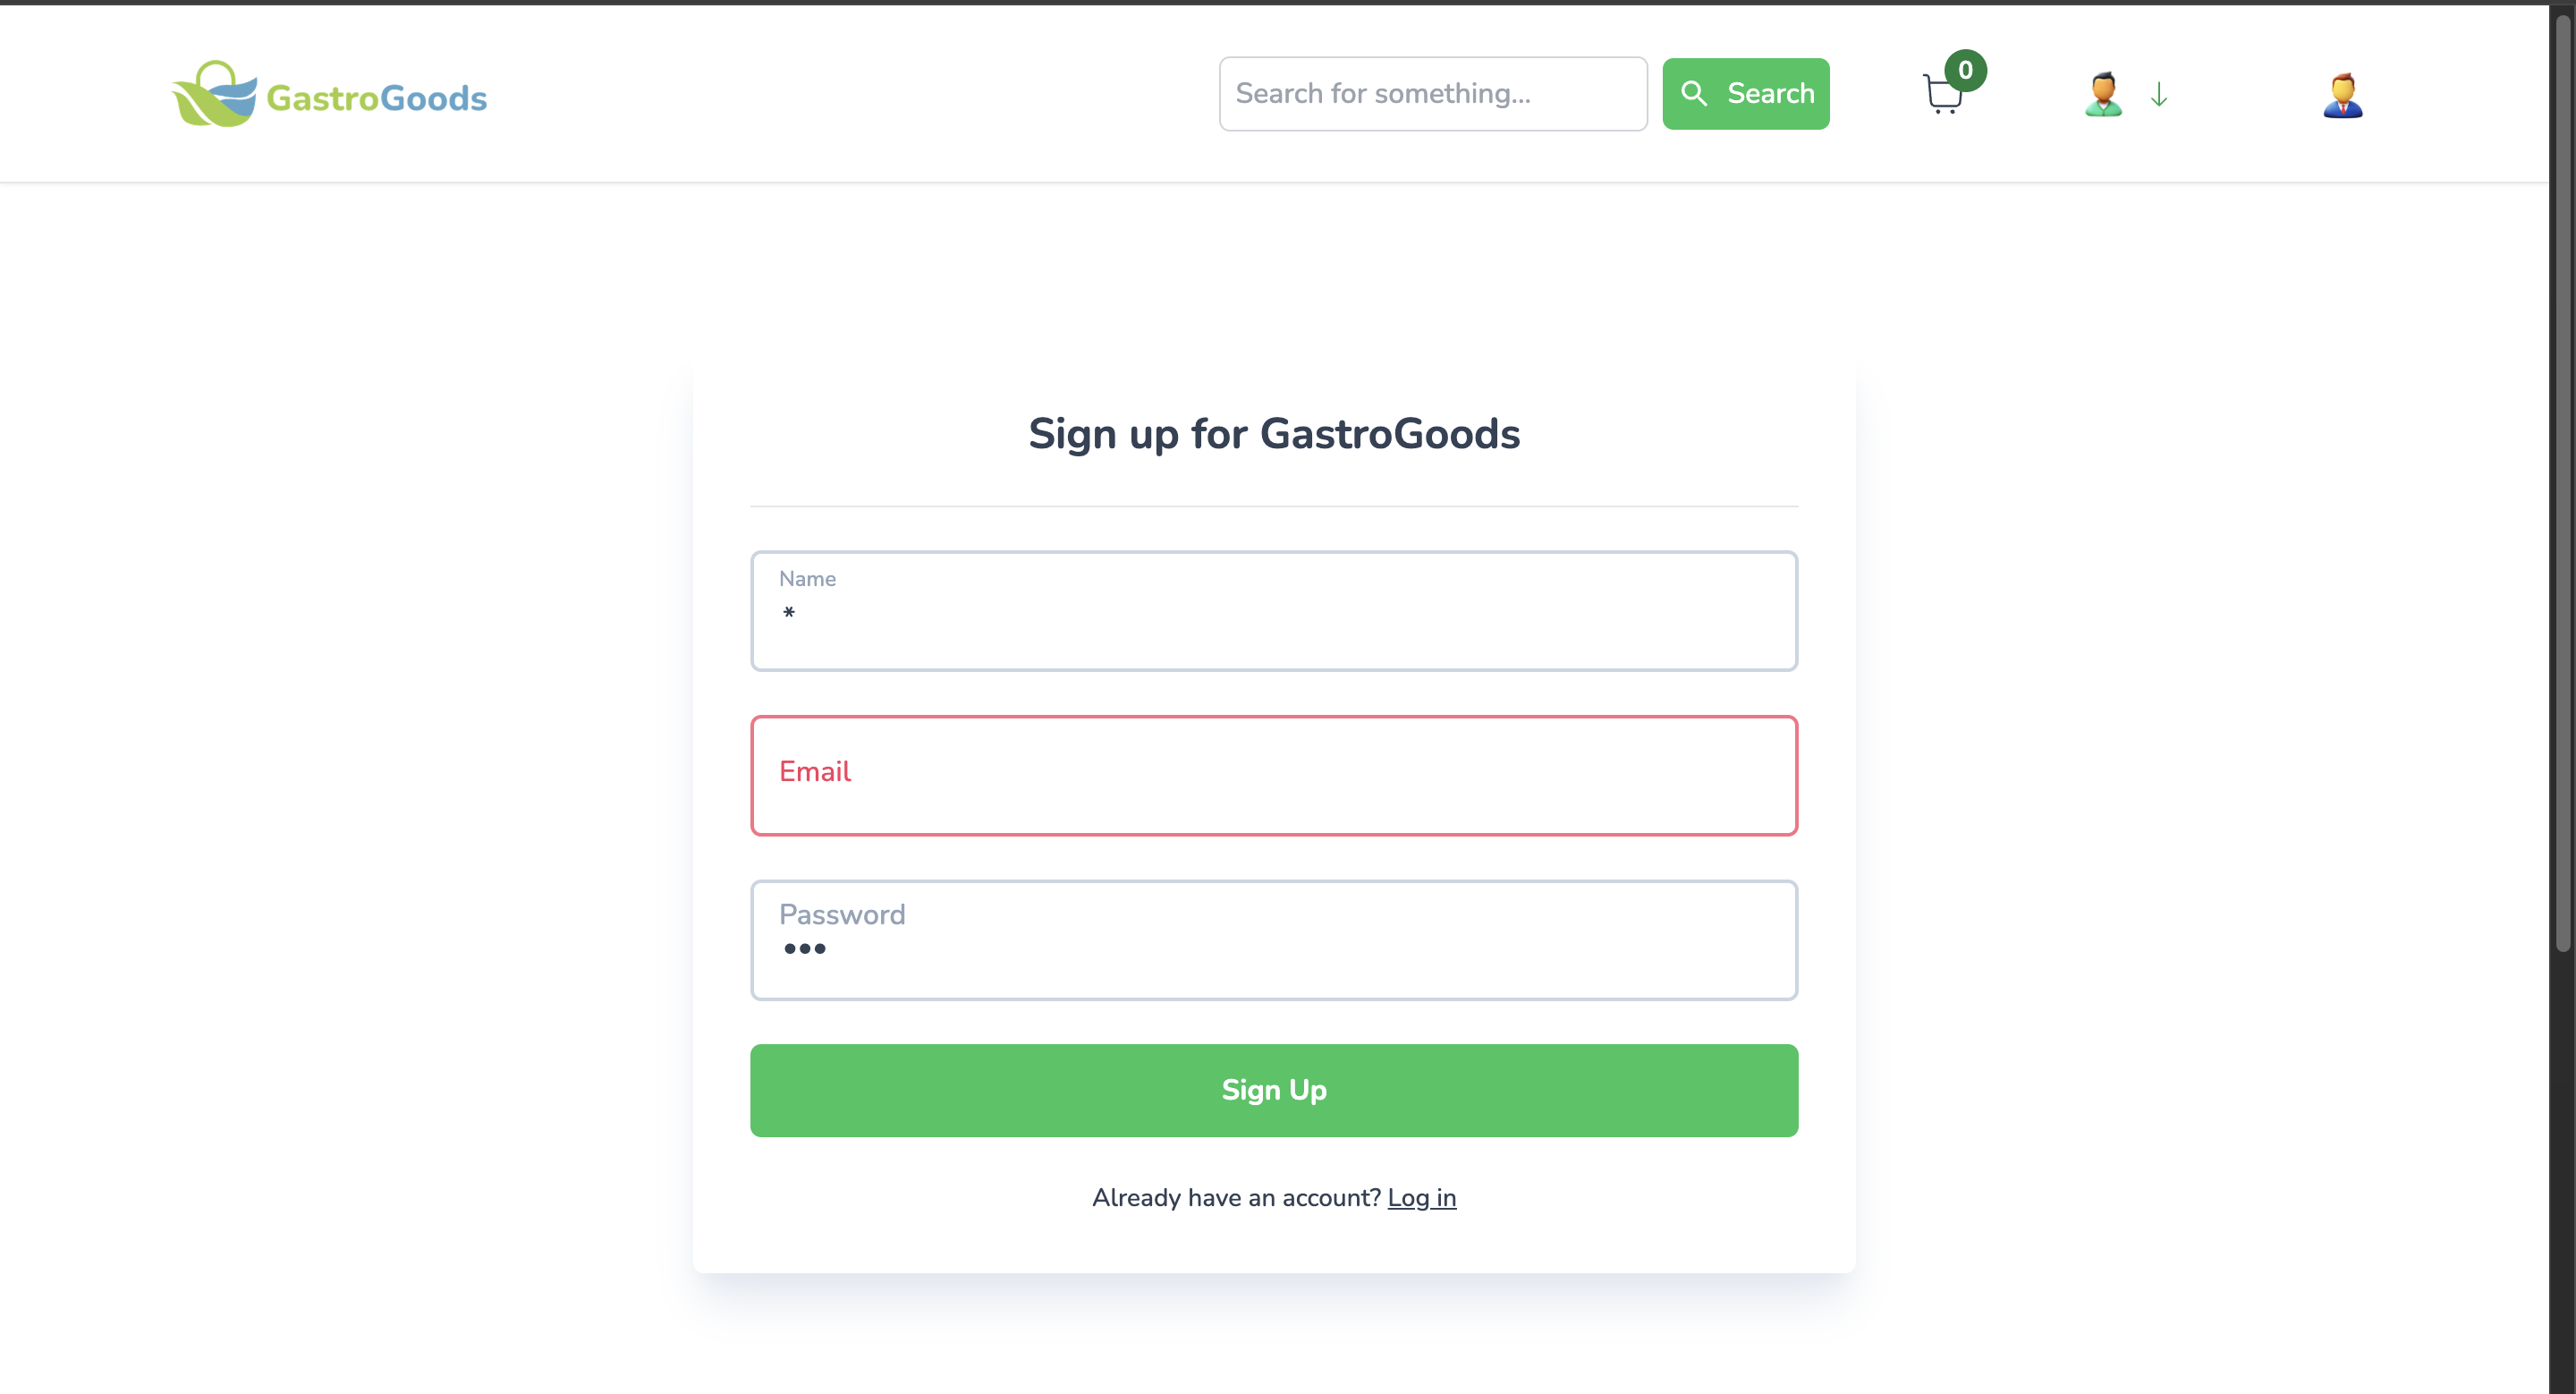 GastroGoods
Search for something...
Search
0
Sign up for GastroGoods
Name
*
Email
Password
•••
Sign Up
Already have an account? Log in